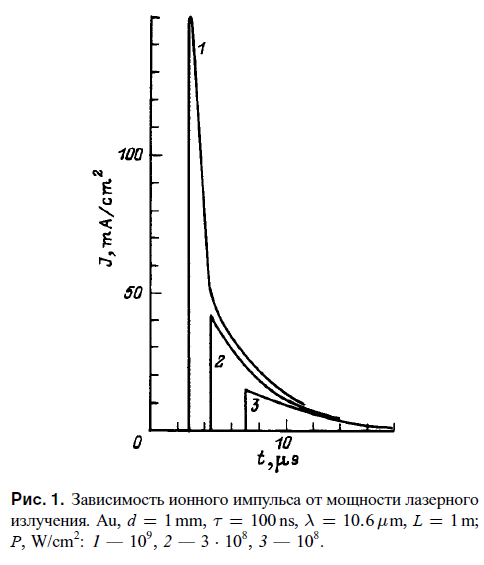 1
100
J, mA/cm²
50
2
3
0
10
t, μs
Рис. 1. Зависимость ионного импульса от мощности лазерного
излучения. Au, d = 1 mm, τ = 100 ns, λ = 10.6 μm, L = 1 m;
P, W/cm²: 1 — 10⁹, 2 — 3 · 10⁸, 3 — 10⁸.